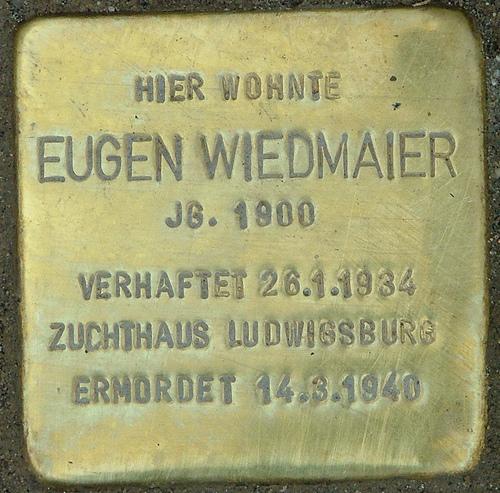 HIER WOHNTE
EUGEN WIEDMAIER
JG. 1900
VERHAFTET 26.1.1934
ZUCHTHAUS LUDWIGSBURG
ERMORDET 14.3.1940